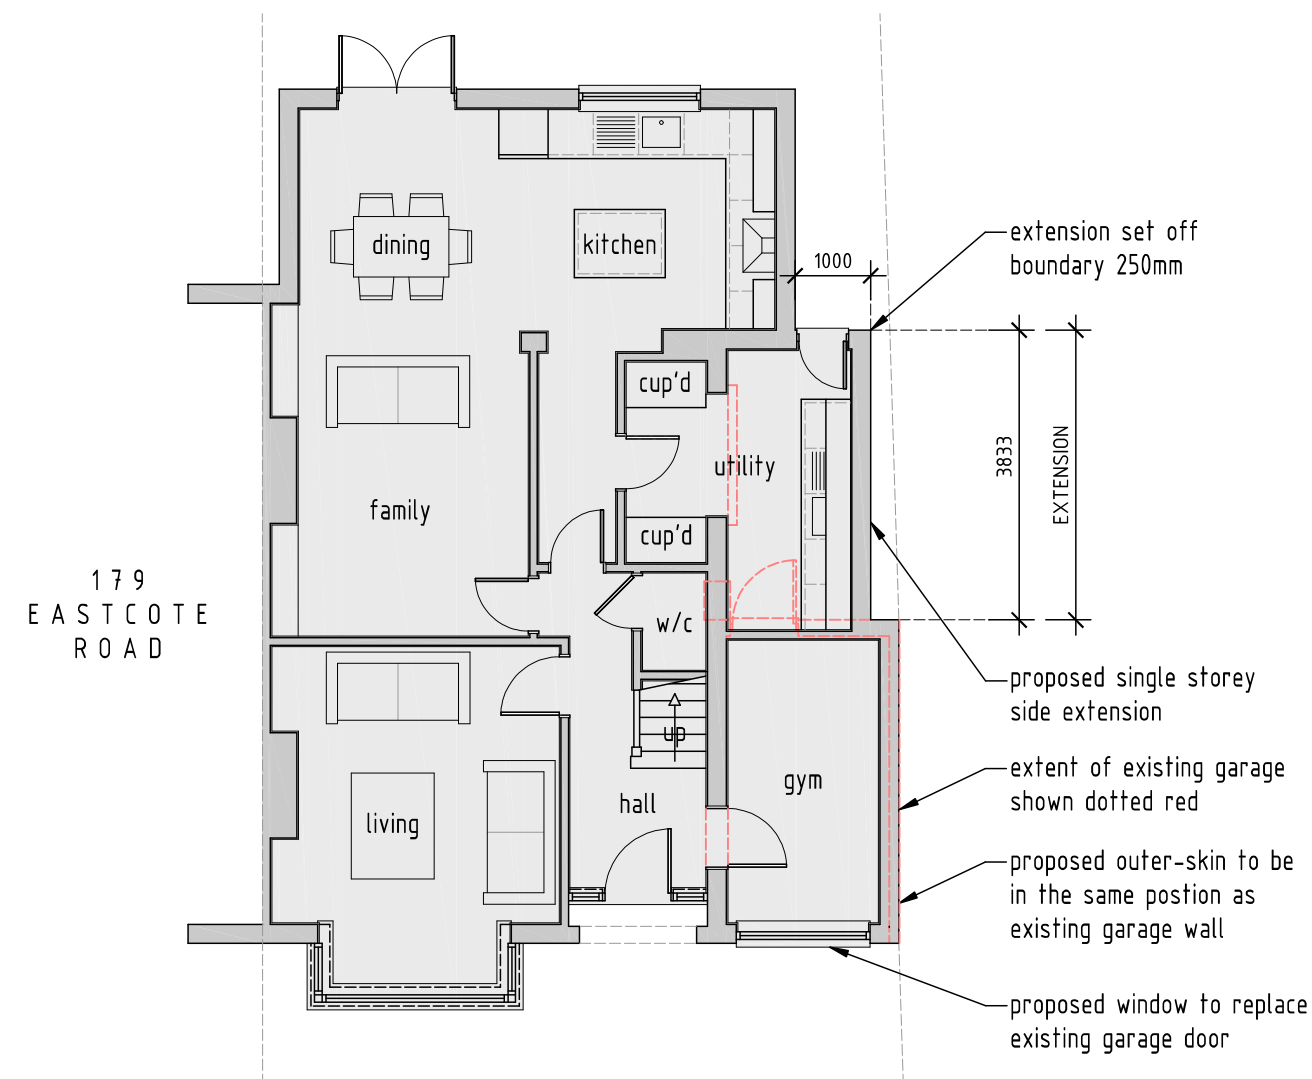 extension set off
boundary 250mm
1000
dining
kitchen
cup'd
utility
3833
EXTENSION
family
cup'd
179
EASTCOTE
ROAD
w/c
proposed single storey
side extension
up
gym
extent of existing garage
shown dotted red
hall
living
proposed outer-skin to be
in the same postion as
existing garage wall
proposed window to replace
existing garage door